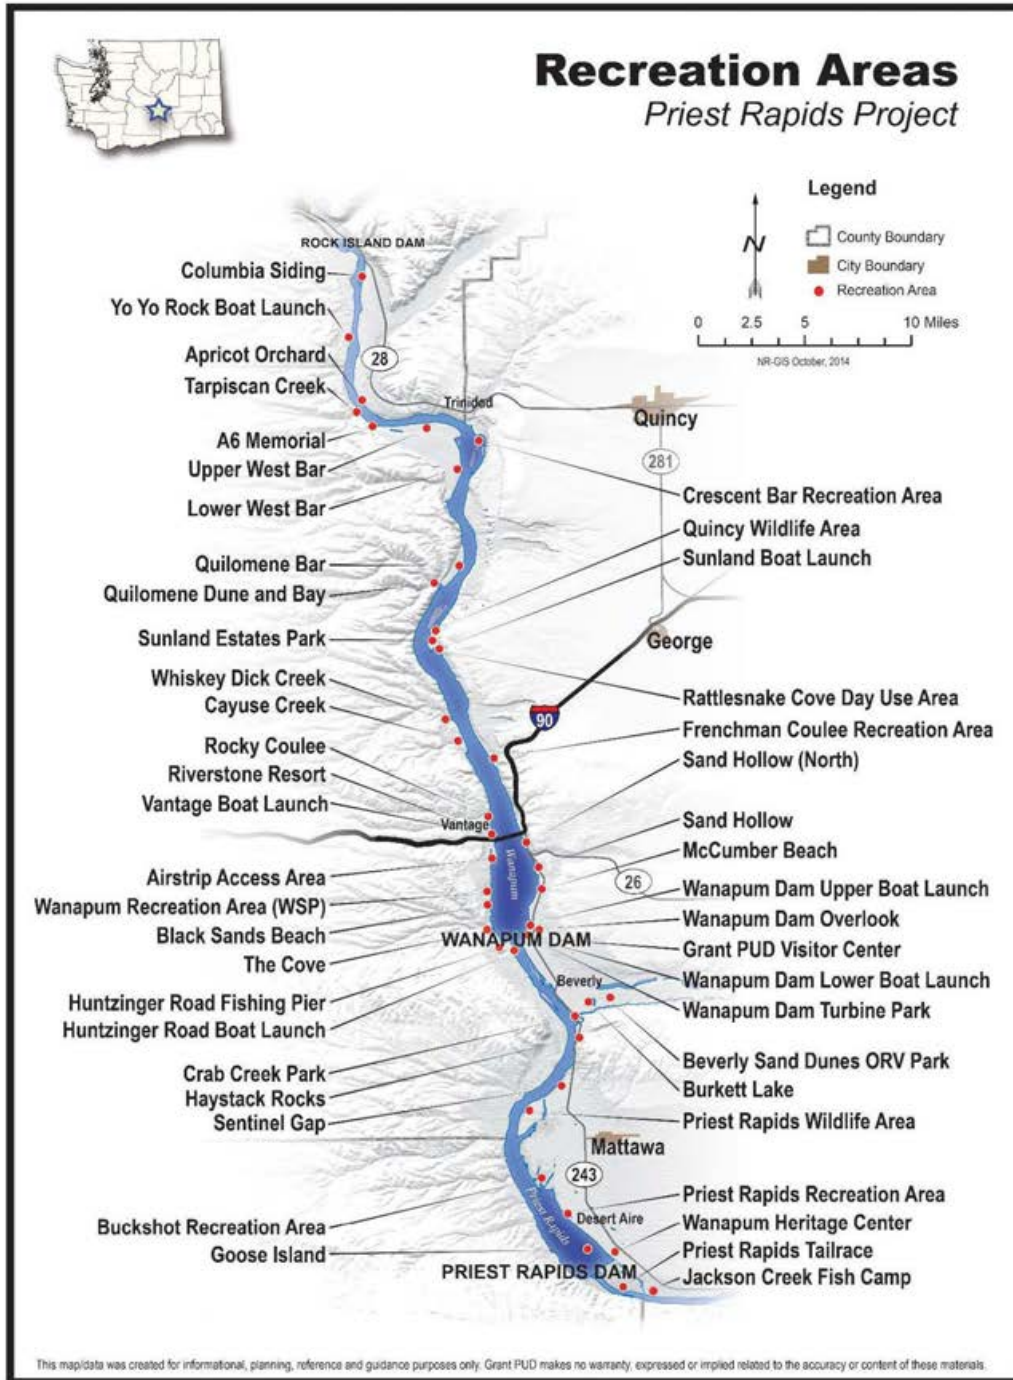 Recreation Areas
Priest Rapids Project
Legend
N
County Boundary
City Boundary
Recreation Area
0 2.5 5 10 Miles
NR-GIS October, 2014
ROCK ISLAND DAM
Columbia Siding
Yo Yo Rock Boat Launch
Apricot Orchard
28
Tarpiscan Creek
Trinidad
Quincy
A6 Memorial
Upper West Bar
281
Lower West Bar
Crescent Bar Recreation Area
Quincy Wildlife Area
Sunland Boat Launch
Quilomene Bar
Quilomene Dune and Bay
Sunland Estates Park
George
Whiskey Dick Creek
Rattlesnake Cove Day Use Area
Cayuse Creek
90
Frenchman Coulee Recreation Area
Rocky Coulee
Sand Hollow (North)
Riverstone Resort
Vantage Boat Launch
Vantage
Sand Hollow
McCumber Beach
Wanapum
Airstrip Access Area
26
Wanapum Dam Upper Boat Launch
Wanapum Recreation Area (WSP)
Wanapum Dam Overlook
Black Sands Beach
WANAPUM DAM
Grant PUD Visitor Center
The Cove
Beverly
Wanapum Dam Lower Boat Launch
Huntzinger Road Fishing Pier
Wanapum Dam Turbine Park
Huntzinger Road Boat Launch
Beverly Sand Dunes ORV Park
Crab Creek Park
Burkett Lake
Haystack Rocks
Sentinel Gap
Priest Rapids Wildlife Area
Mattawa
243
Priest Rapids Recreation Area
Priest Rapids
Desert Aire
Buckshot Recreation Area
Wanapum Heritage Center
Goose Island
Priest Rapids Tailrace
PRIEST RAPIDS DAM
Jackson Creek Fish Camp
This map/data was created for informational, planning, reference and guidance purposes only. Grant PUD makes no warranty, expressed or implied related to the accuracy or content of these materials.